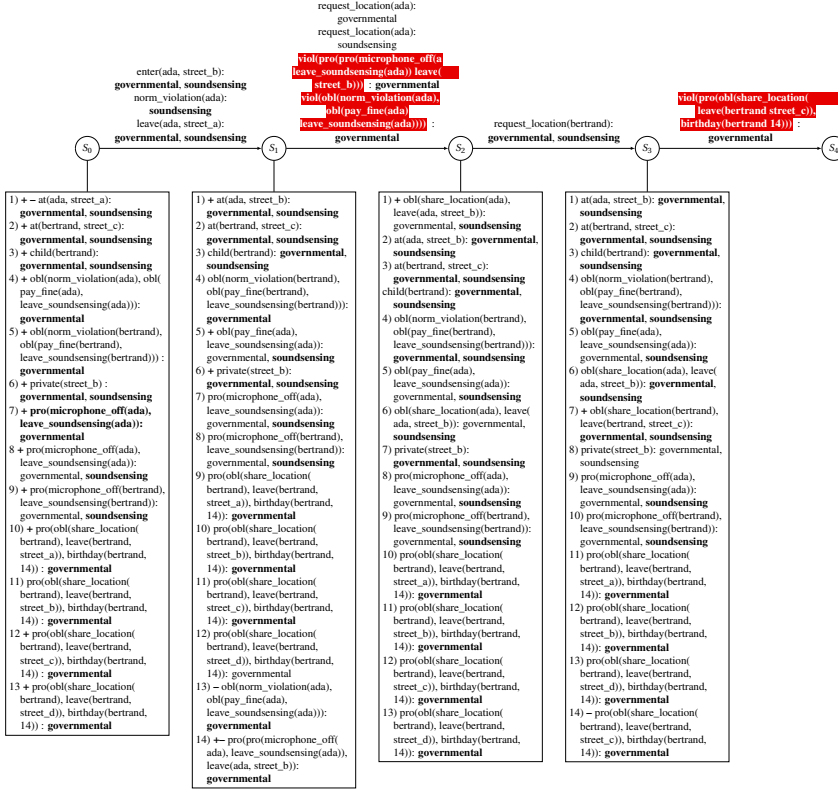 request_location(ada):
governmental
request_location(ada):
soundsensing
viol(pro(pro(microphone_off(a
leave_soundsensing(ada)) leave(
street_b))) : governmental
viol(obl(norm_violation(ada),
obl(pay_fine(ada)
leave_soundsensing(ada)))) :
governmental
enter(ada, street_b):
governmental, soundsensing
norm_violation(ada):
soundsensing
leave(ada, street_a):
governmental, soundsensing
request_location(bertrand):
governmental, soundsensing
viol(pro(obl(share_location(
leave(bertrand street_c)),
birthday(bertrand 14))) :
governmental
S0
S1
S2
S3
S4
1) + − at(ada, street_a):
governmental, soundsensing
2) + at(bertrand, street_c):
governmental, soundsensing
3) + child(bertrand):
governmental, soundsensing
4) + obl(norm_violation(ada), obl(
pay_fine(ada),
leave_soundsensing(ada))):
governmental
5) + obl(norm_violation(bertrand),
obl(pay_fine(bertrand),
leave_soundsensing(bertrand))) :
governmental
6) + private(street_b) :
governmental, soundsensing
7) + pro(microphone_off(ada),
leave_soundsensing(ada)):
governmental
8 + pro(microphone_off(ada),
leave_soundsensing(ada)):
governmental, soundsensing
9) + pro(microphone_off(bertrand),
leave_soundsensing(bertrand)):
governmental, soundsensing
10) + pro(obl(share_location(
bertrand), leave(bertrand,
street_a)), birthday(bertrand,
14)) : governmental
11) pro(obl(share_location(
bertrand), leave(bertrand,
street_b)), birthday(bertrand,
14)) : governmental
12 + pro(obl(share_location(
bertrand), leave(bertrand,
street_c)), birthday(bertrand,
14)) : governmental
13 + pro(obl(share_location(
bertrand), leave(bertrand,
street_d)), birthday(bertrand,
14)) : governmental
1) + at(ada, street_b):
governmental, soundsensing
2) at(bertrand, street_c):
governmental, soundsensing
3) child(bertrand): governmental,
soundsensing
4) obl(norm_violation(bertrand),
obl(pay_fine(bertrand),
leave_soundsensing(bertrand))):
governmental
5) + obl(pay_fine(ada),
leave_soundsensing(ada)):
governmental, soundsensing
6) + private(street_b):
governmental, soundsensing
7) pro(microphone_off(ada),
leave_soundsensing(ada)):
governmental, soundsensing
8) pro(microphone_off(bertrand),
leave_soundsensing(bertrand)):
governmental, soundsensing
9) pro(obl(share_location(
bertrand), leave(bertrand,
street_a)), birthday(bertrand,
14)): governmental
10) pro(obl(share_location(
bertrand), leave(bertrand,
street_b)), birthday(bertrand,
14)): governmental
11) pro(obl(share_location(
bertrand), leave(bertrand,
street_c)), birthday(bertrand,
14)): governmental
12) pro(obl(share_location(
bertrand), leave(bertrand,
street_d)), birthday(bertrand,
14)): governmental
13) − obl(norm_violation(ada),
obl(pay_fine(ada),
leave_soundsensing(ada))):
governmental
14) +− pro(pro(microphone_off(
ada), leave_soundsensing(ada)),
leave(ada, street_b)):
governmental
1) + obl(share_location(ada),
leave(ada, street_b)):
governmental, soundsensing
2) at(ada, street_b): governmental,
soundsensing
3) at(bertrand, street_c):
governmental, soundsensing
child(bertrand): governmental,
soundsensing
4) obl(norm_violation(bertrand),
obl(pay_fine(bertrand),
leave_soundsensing(bertrand))):
governmental, soundsensing
5) obl(pay_fine(ada),
leave_soundsensing(ada)):
governmental, soundsensing
6) obl(share_location(ada), leave(
ada, street_b)): governmental,
soundsensing
7) private(street_b):
governmental, soundsensing
8) pro(microphone_off(ada),
leave_soundsensing(ada)):
governmental, soundsensing
9) pro(microphone_off(bertrand),
leave_soundsensing(bertrand)):
governmental, soundsensing
10) pro(obl(share_location(
bertrand), leave(bertrand,
street_a)), birthday(bertrand,
14)): governmental
11) pro(obl(share_location(
bertrand), leave(bertrand,
street_b)), birthday(bertrand,
14)): governmental
12) pro(obl(share_location(
bertrand), leave(bertrand,
street_c)), birthday(bertrand,
14)): governmental
13) pro(obl(share_location(
bertrand), leave(bertrand,
street_d)), birthday(bertrand,
14)): governmental
1) at(ada, street_b): governmental,
soundsensing
2) at(bertrand, street_c):
governmental, soundsensing
3) child(bertrand): governmental,
soundsensing
4) obl(norm_violation(bertrand),
obl(pay_fine(bertrand),
leave_soundsensing(bertrand))):
governmental, soundsensing
5) obl(pay_fine(ada),
leave_soundsensing(ada)):
governmental, soundsensing
6) obl(share_location(ada), leave(
ada, street_b)): governmental,
soundsensing
7) + obl(share_location(bertrand),
leave(bertrand, street_c)):
governmental, soundsensing
8) private(street_b): governmental,
soundsensing
9) pro(microphone_off(ada),
leave_soundsensing(ada)):
governmental, soundsensing
10) pro(microphone_off(bertrand),
leave_soundsensing(bertrand)):
governmental, soundsensing
11) pro(obl(share_location(
bertrand), leave(bertrand,
street_a)), birthday(bertrand,
14)): governmental
12) pro(obl(share_location(
bertrand), leave(bertrand,
street_b)), birthday(bertrand,
14)): governmental
13) pro(obl(share_location(
bertrand), leave(bertrand,
street_d)), birthday(bertrand,
14)): governmental
14) − pro(obl(share_location(
bertrand), leave(bertrand,
street_c)), birthday(bertrand,
14)): governmental